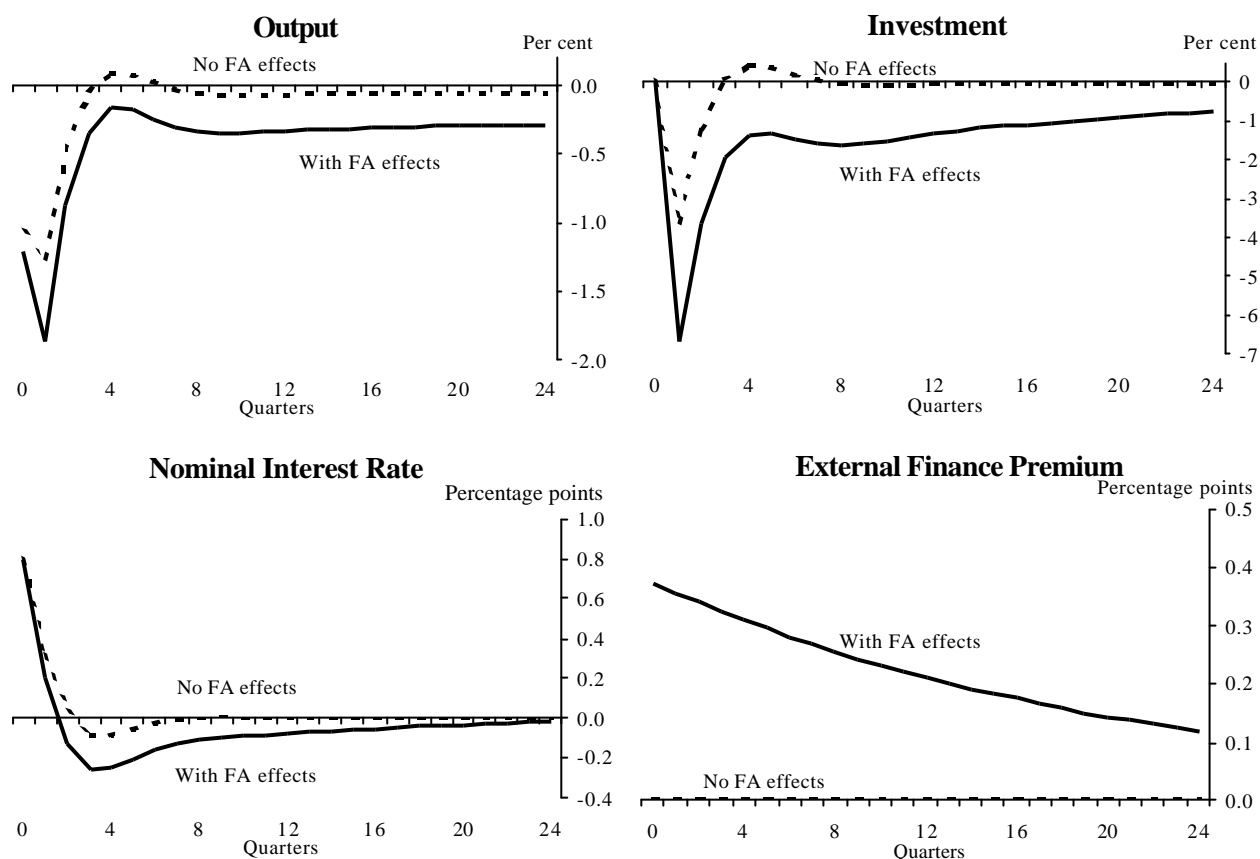 Output
Per cent
No FA effects
0.0
-0.5
With FA effects
-1.0
-1.5
-2.0
0 4 8 12 16 20 24
Quarters
Investment
Per cent
No FA effects
0
-1
-2
With FA effects
-3
-4
-5
-6
-7
0 4 8 12 16 20 24
Quarters
Nominal Interest Rate
Percentage points
1.0
0.8
0.6
0.4
0.2
No FA effects
0.0
-0.2
With FA effects
-0.4
0 4 8 12 16 20 24
Quarters
External Finance Premium
Percentage points
0.5
0.4
0.3
With FA effects
0.2
0.1
No FA effects
0.0
0 4 8 12 16 20 24
Quarters